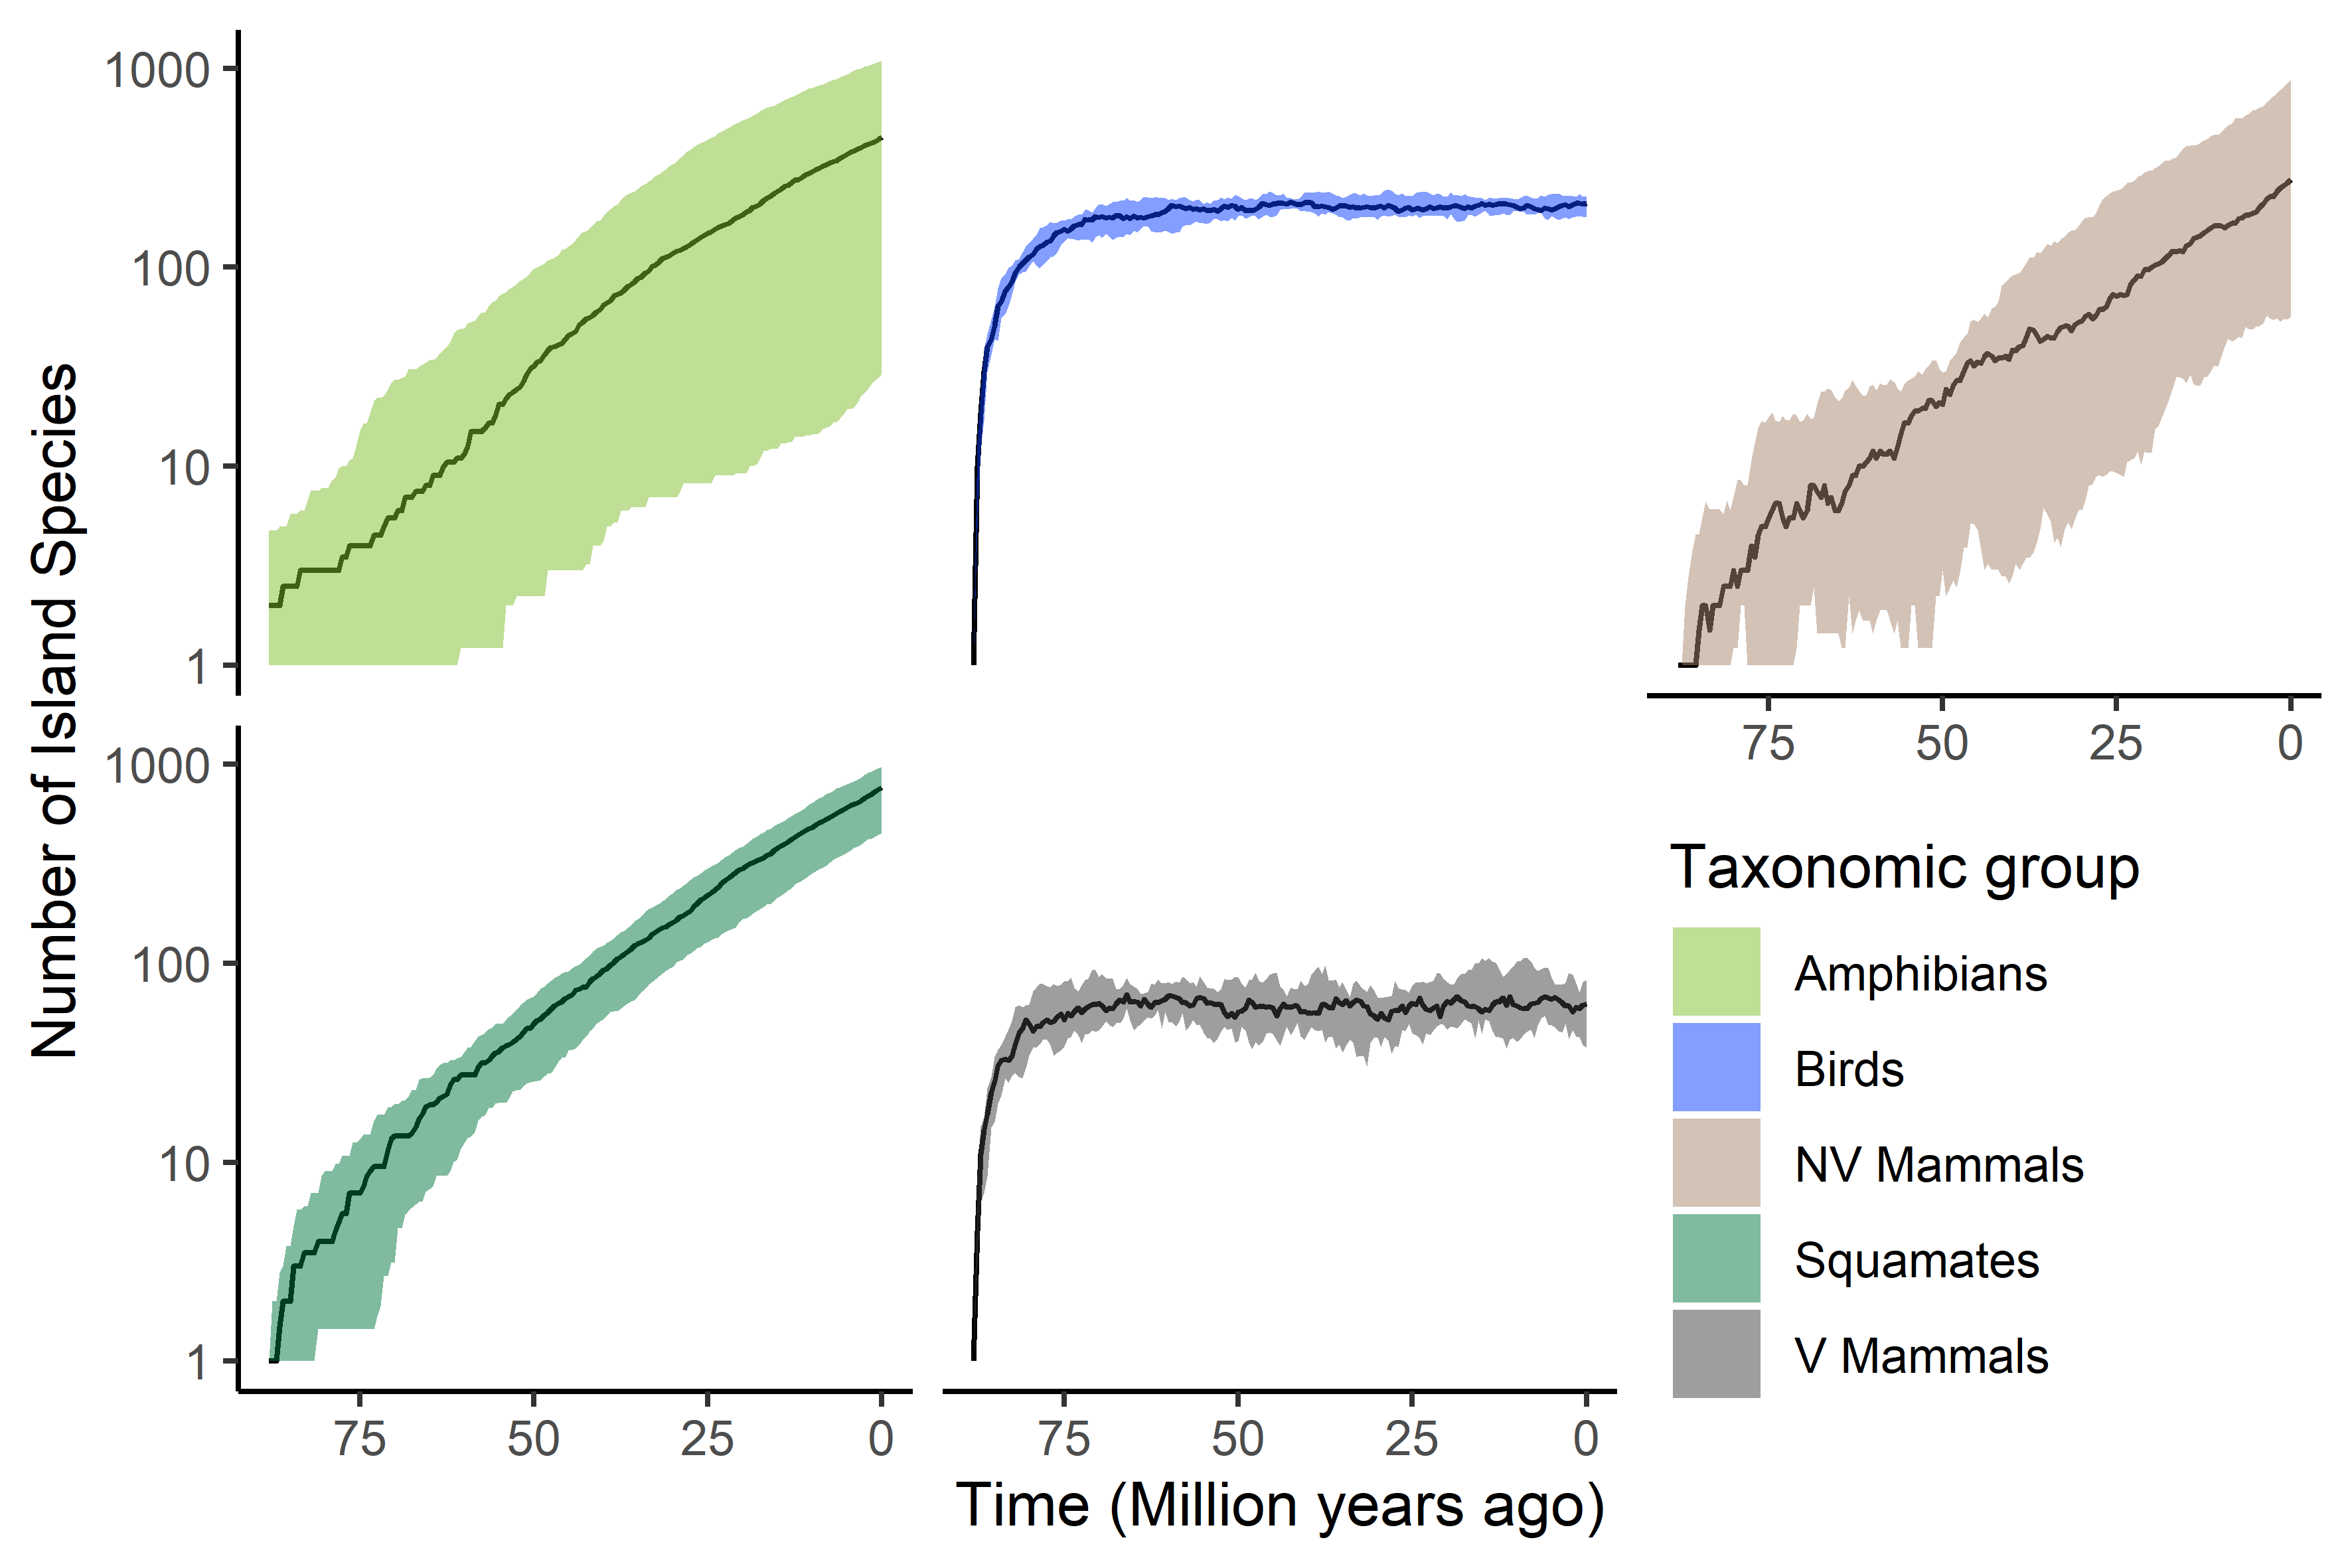 Number of Island Species
1000
100
10
1
75 50 25 0
1000
100
10
1
75 50 25 0
75 50 25 0
Time (Million years ago)
Taxonomic group
Amphibians
Birds
NV Mammals
Squamates
V Mammals